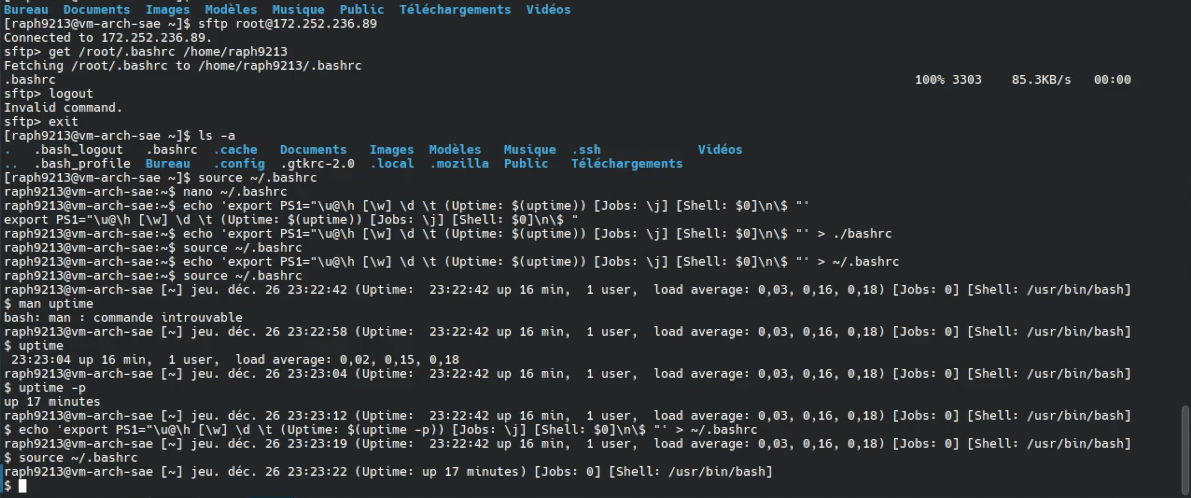 Bureau Documents Images Modèles Musique Public Téléchargements Vidéos
[raph9213@vm-arch-sae ~]$ sftp root@172.252.236.89
Connected to 172.252.236.89.
sftp> get /root/.bashrc /home/raph9213
Fetching /root/.bashrc to /home/raph9213/.bashrc
.bashrc 100% 3303 85.3KB/s 00:00
sftp> logout
Invalid command.
sftp> exit
[raph9213@vm-arch-sae ~]$ ls -a
. .bash_logout .bashrc .cache Documents Images Modèles Musique .ssh Vidéos
.. .bash_profile Bureau .config .gtkrc-2.0 .local .mozilla Public Téléchargements
[raph9213@vm-arch-sae ~]$ source ~/.bashrc
raph9213@vm-arch-sae:~$ nano ~/.bashrc
raph9213@vm-arch-sae:~$ echo 'export PS1="\u@\h [\w] \d \t (Uptime: $(uptime)) [Jobs: \j] [Shell: $0]\n\$ "'
export PS1="\u@\h [\w] \d \t (Uptime: $(uptime)) [Jobs: \j] [Shell: $0]\n\$ "
raph9213@vm-arch-sae:~$ echo 'export PS1="\u@\h [\w] \d \t (Uptime: $(uptime)) [Jobs: \j] [Shell: $0]\n\$ "' > ./bashrc
raph9213@vm-arch-sae:~$ source ~/.bashrc
raph9213@vm-arch-sae:~$ echo 'export PS1="\u@\h [\w] \d \t (Uptime: $(uptime)) [Jobs: \j] [Shell: $0]\n\$ "' > ~/.bashrc
raph9213@vm-arch-sae:~$ source ~/.bashrc
raph9213@vm-arch-sae [~] jeu. déc. 26 23:22:42 (Uptime:  23:22:42 up 16 min,  1 user,  load average: 0,03, 0,16, 0,18) [Jobs: 0] [Shell: /usr/bin/bash]
$ man uptime
bash: man : commande introuvable
raph9213@vm-arch-sae [~] jeu. déc. 26 23:22:58 (Uptime:  23:22:42 up 16 min,  1 user,  load average: 0,03, 0,16, 0,18) [Jobs: 0] [Shell: /usr/bin/bash]
$ uptime
 23:23:04 up 16 min,  1 user,  load average: 0,02, 0,15, 0,18
raph9213@vm-arch-sae [~] jeu. déc. 26 23:23:04 (Uptime:  23:22:42 up 16 min,  1 user,  load average: 0,03, 0,16, 0,18) [Jobs: 0] [Shell: /usr/bin/bash]
$ uptime -p
up 17 minutes
raph9213@vm-arch-sae [~] jeu. déc. 26 23:23:12 (Uptime:  23:22:42 up 16 min,  1 user,  load average: 0,03, 0,16, 0,18) [Jobs: 0] [Shell: /usr/bin/bash]
$ echo 'export PS1="\u@\h [\w] \d \t (Uptime: $(uptime -p)) [Jobs: \j] [Shell: $0]\n\$ "' > ~/.bashrc
raph9213@vm-arch-sae [~] jeu. déc. 26 23:23:19 (Uptime:  23:22:42 up 16 min,  1 user,  load average: 0,03, 0,16, 0,18) [Jobs: 0] [Shell: /usr/bin/bash]
$ source ~/.bashrc
raph9213@vm-arch-sae [~] jeu. déc. 26 23:23:22 (Uptime: up 17 minutes) [Jobs: 0] [Shell: /usr/bin/bash]
$